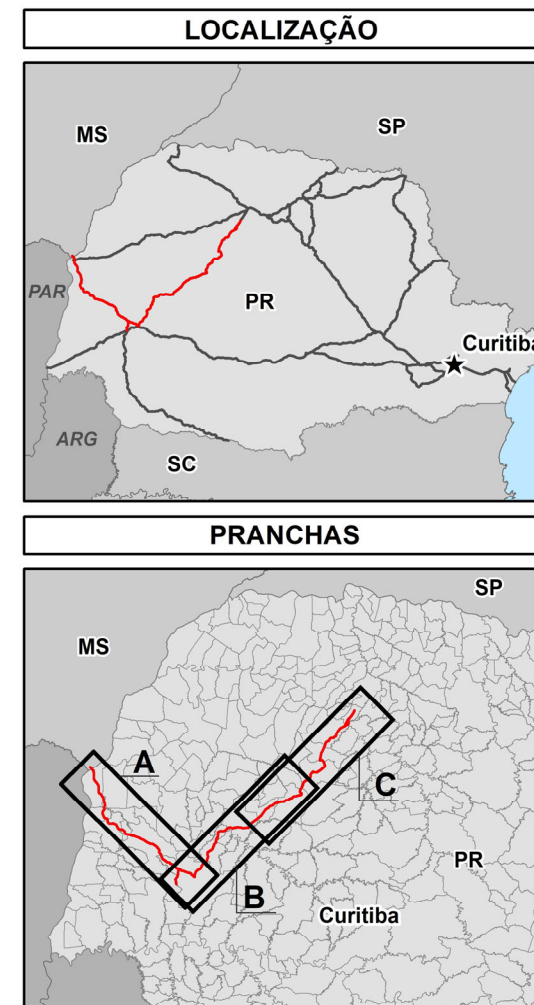 LOCALIZAÇÃO
MS
SP
PAR
PR
Curitiba
ARG
SC
PRANCHAS
SP
MS
A
C
PR
B
Curitiba